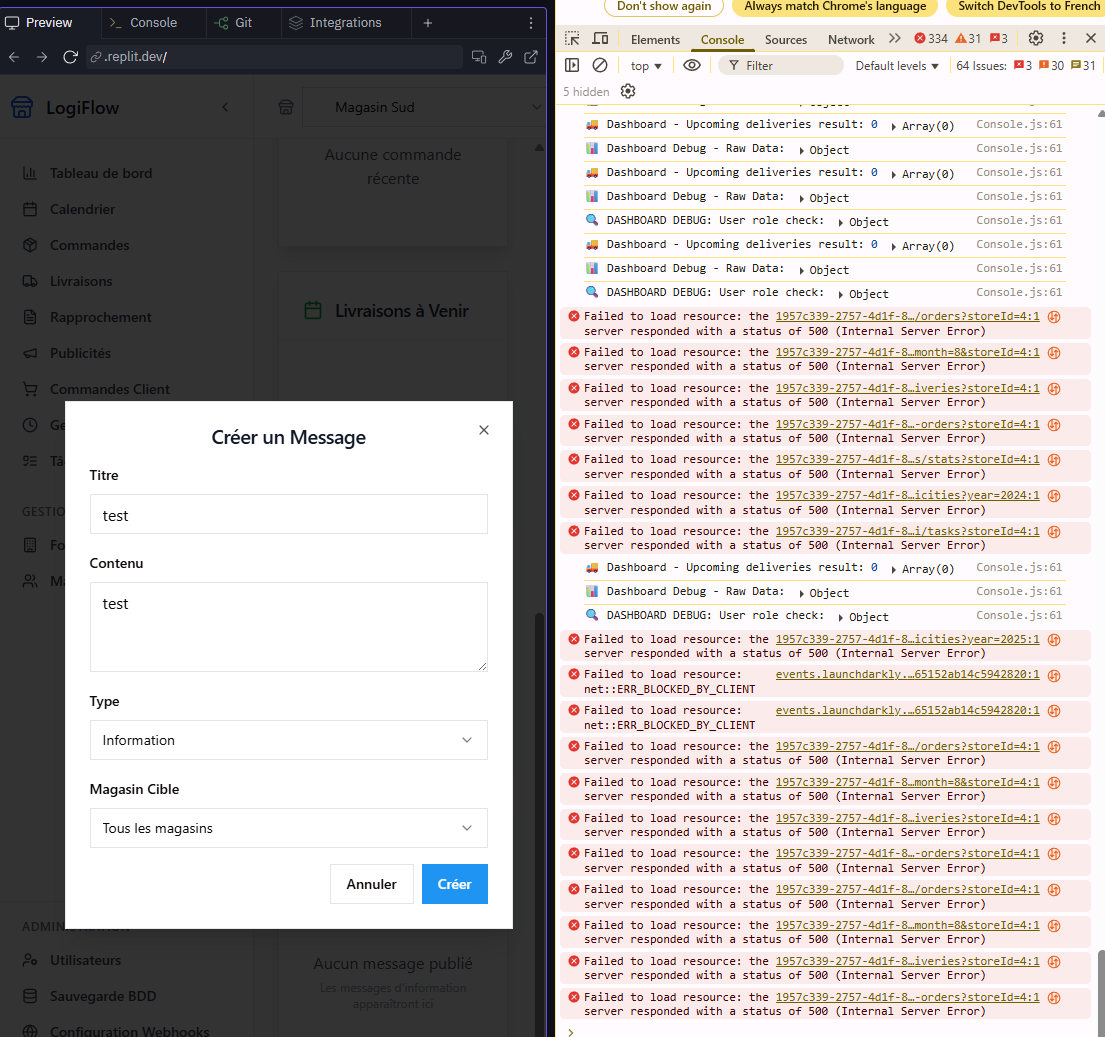 Preview
Console
Git
Integrations
.replit.dev/
LogiFlow
Magasin Sud
Tableau de bord
Calendrier
Commandes
Livraisons
Rapprochement
Publicités
Commandes Client
Aucune commande
récente
Livraisons à Venir
Créer un Message
Titre
test
Contenu
test
Type
Information
Magasin Cible
Tous les magasins
Annuler
Créer
Utilisateurs
Sauvegarde BDD
Configuration Webhooks
Aucun message publié
Les messages d'information
apparaîtront ici
Don't show again
Always match Chrome's language
Switch DevTools to French
Elements
Console
Sources
Network
334
31
3
top
Filter
Default levels
64 Issues:
3
30
31
5 hidden
Dashboard - Upcoming deliveries result: 0 Array(0) Console.js:61
Dashboard Debug - Raw Data: Object Console.js:61
Dashboard - Upcoming deliveries result: 0 Array(0) Console.js:61
Dashboard Debug - Raw Data: Object Console.js:61
DASHBOARD DEBUG: User role check: Object Console.js:61
Dashboard - Upcoming deliveries result: 0 Array(0) Console.js:61
Dashboard Debug - Raw Data: Object Console.js:61
DASHBOARD DEBUG: User role check: Object Console.js:61
Failed to load resource: the 1957c339-2757-4d1f-8…/orders?storeId=4:1
server responded with a status of 500 (Internal Server Error)
Failed to load resource: the 1957c339-2757-4d1f-8…month=8&storeId=4:1
server responded with a status of 500 (Internal Server Error)
Failed to load resource: the 1957c339-2757-4d1f-8…iveries?storeId=4:1
server responded with a status of 500 (Internal Server Error)
Failed to load resource: the 1957c339-2757-4d1f-8…-orders?storeId=4:1
server responded with a status of 500 (Internal Server Error)
Failed to load resource: the 1957c339-2757-4d1f-8…s/stats?storeId=4:1
server responded with a status of 500 (Internal Server Error)
Failed to load resource: the 1957c339-2757-4d1f-8…icities?year=2024:1
server responded with a status of 500 (Internal Server Error)
Failed to load resource: the 1957c339-2757-4d1f-8…i/tasks?storeId=4:1
server responded with a status of 500 (Internal Server Error)
Dashboard - Upcoming deliveries result: 0 Array(0) Console.js:61
Dashboard Debug - Raw Data: Object Console.js:61
DASHBOARD DEBUG: User role check: Object Console.js:61
Failed to load resource: the 1957c339-2757-4d1f-8…icities?year=2025:1
server responded with a status of 500 (Internal Server Error)
Failed to load resource: events.launchdarkly.…65152ab14c5942820:1
net::ERR_BLOCKED_BY_CLIENT
Failed to load resource: events.launchdarkly.…65152ab14c5942820:1
net::ERR_BLOCKED_BY_CLIENT
Failed to load resource: the 1957c339-2757-4d1f-8…/orders?storeId=4:1
server responded with a status of 500 (Internal Server Error)
Failed to load resource: the 1957c339-2757-4d1f-8…month=8&storeId=4:1
server responded with a status of 500 (Internal Server Error)
Failed to load resource: the 1957c339-2757-4d1f-8…iveries?storeId=4:1
server responded with a status of 500 (Internal Server Error)
Failed to load resource: the 1957c339-2757-4d1f-8…-orders?storeId=4:1
server responded with a status of 500 (Internal Server Error)
Failed to load resource: the 1957c339-2757-4d1f-8…/orders?storeId=4:1
server responded with a status of 500 (Internal Server Error)
Failed to load resource: the 1957c339-2757-4d1f-8…month=8&storeId=4:1
server responded with a status of 500 (Internal Server Error)
Failed to load resource: the 1957c339-2757-4d1f-8…iveries?storeId=4:1
server responded with a status of 500 (Internal Server Error)
Failed to load resource: the 1957c339-2757-4d1f-8…-orders?storeId=4:1
server responded with a status of 500 (Internal Server Error)